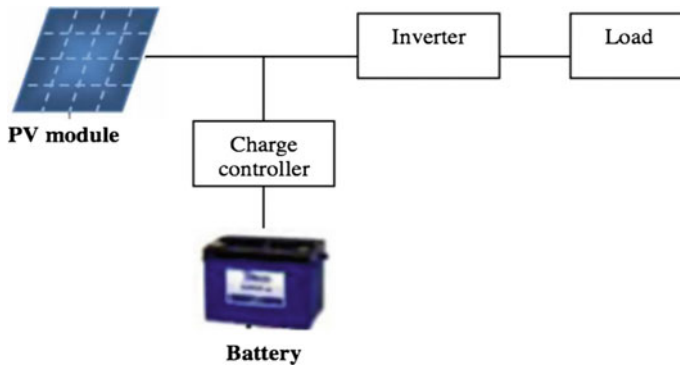 Inverter
Load
PV module
Charge
controller
Battery